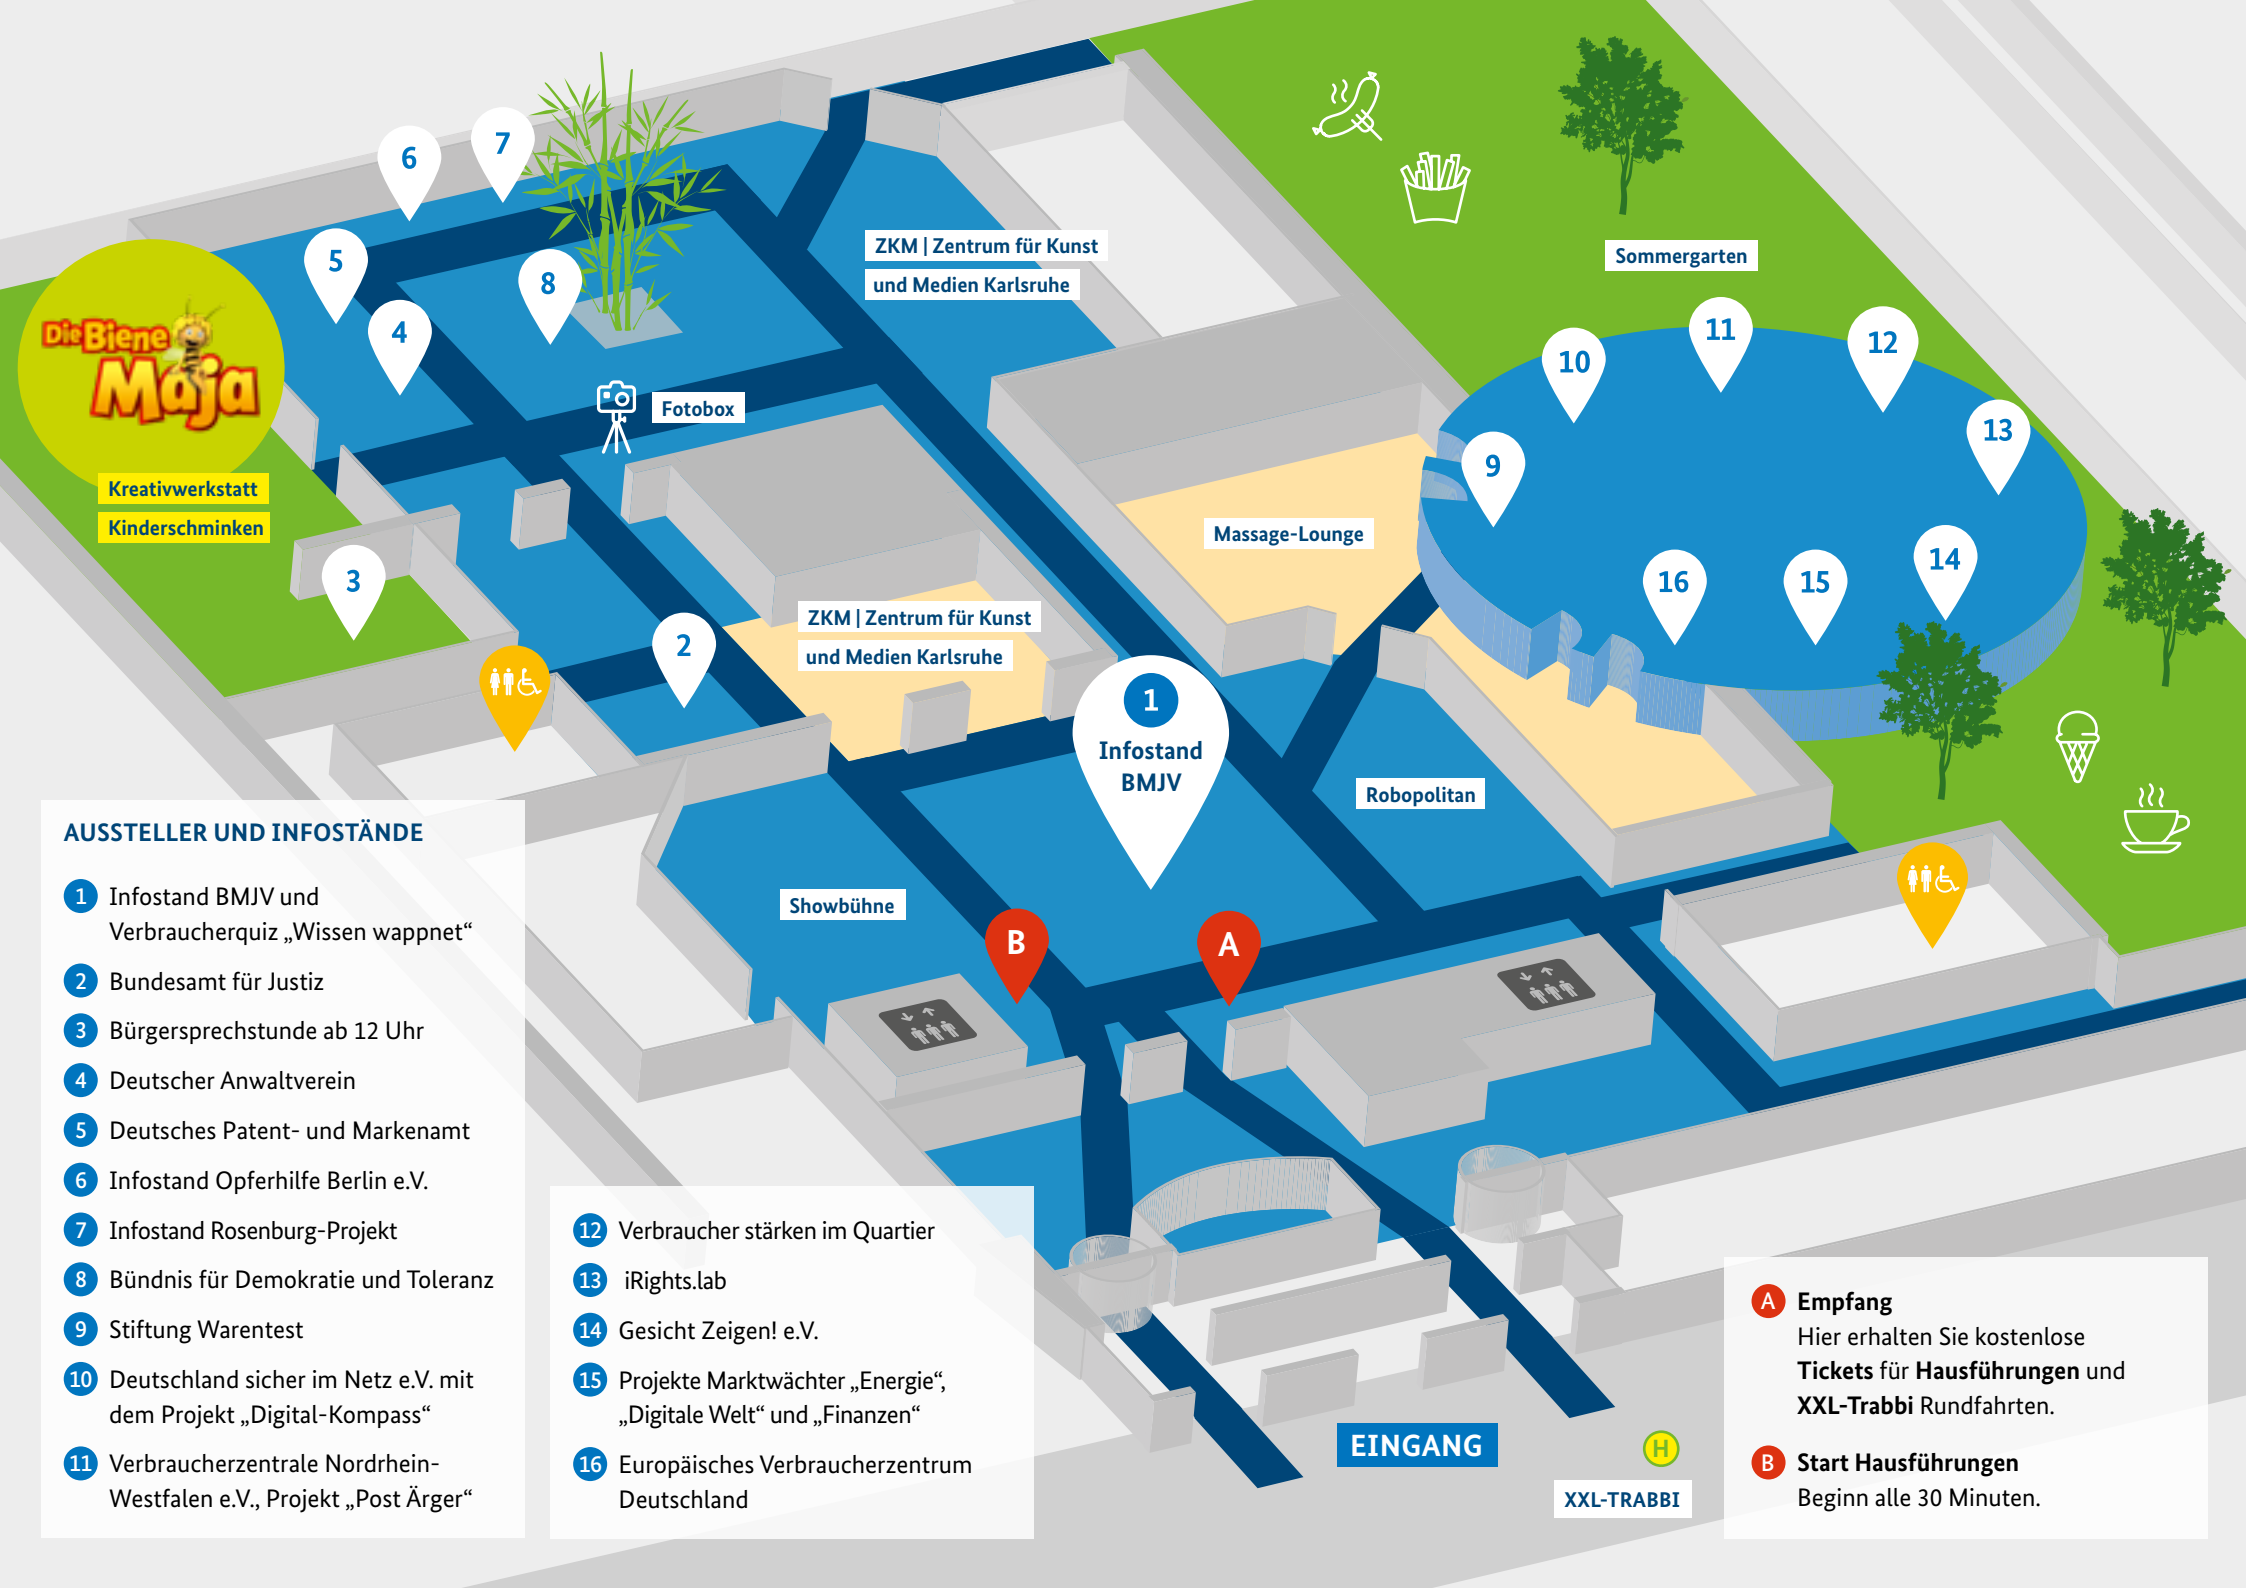 6
7
5
8
4
ZKM | Zentrum für Kunst
und Medien Karlsruhe
Sommergarten
Die Biene
Maja
Fotobox
Kreativwerkstatt
Kinderschminken
10
11
12
13
9
14
16
15
Massage-Lounge
3
2
ZKM | Zentrum für Kunst
und Medien Karlsruhe
1
Infostand
BMJV
Robopolitan
Showbühne
B
A
AUSSTELLER UND INFOSTÄNDE
1 Infostand BMJV und
Verbraucherquiz „Wissen wappnet“
2 Bundesamt für Justiz
3 Bürgersprechstunde ab 12 Uhr
4 Deutscher Anwaltverein
5 Deutsches Patent- und Markenamt
6 Infostand Opferhilfe Berlin e.V.
7 Infostand Rosenburg-Projekt
8 Bündnis für Demokratie und Toleranz
9 Stiftung Warentest
10 Deutschland sicher im Netz e.V. mit
dem Projekt „Digital-Kompass“
11 Verbraucherzentrale Nordrhein-
Westfalen e.V., Projekt „Post Ärger“
12 Verbraucher stärken im Quartier
13 iRights.lab
14 Gesicht Zeigen! e.V.
15 Projekte Marktwächter „Energie“,
„Digitale Welt“ und „Finanzen“
16 Europäisches Verbraucherzentrum
Deutschland
EINGANG
H
XXL-TRABBI
A Empfang
Hier erhalten Sie kostenlose
Tickets für Hausführungen und
XXL-Trabbi Rundfahrten.
B Start Hausführungen
Beginn alle 30 Minuten.